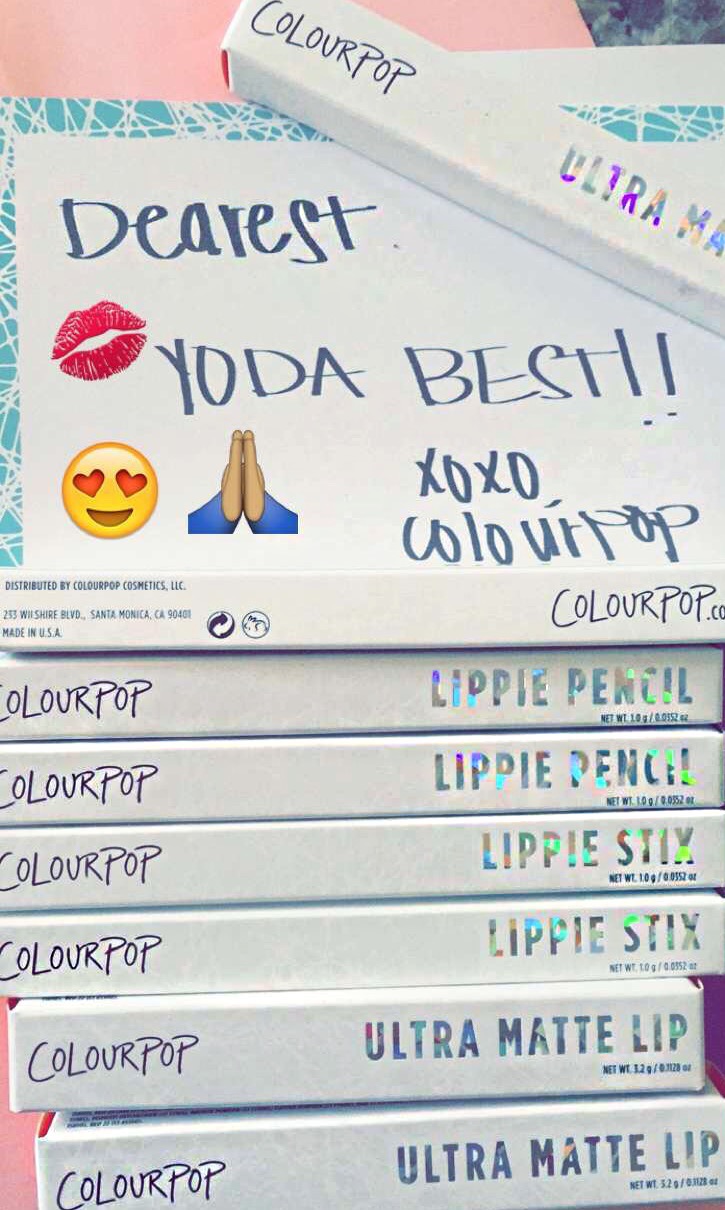 COLOURPOP
ULTRA MA
Dearest
YODA BEST!!
XOXO,
Colourpop
DISTRIBUTED BY COLOURPOP COSMETICS, LLC.
233 WILSHIRE BLVD., SANTA MONICA, CA 90401
MADE IN U.S.A.
COLOURPOP.co
COLOURPOP
LIPPIE PENCIL
NET WT. 1.0 g / 0.0352 oz
COLOURPOP
LIPPIE PENCIL
NET WT. 1.0 g / 0.0352 oz
COLOURPOP
LIPPIE STIX
NET WT. 1.0 g / 0.0352 oz
COLOURPOP
LIPPIE STIX
NET WT. 1.0 g / 0.0352 oz
COLOURPOP
ULTRA MATTE LIP
NET WT. 3.2 g / 0.1128 oz
COLOURPOP
ULTRA MATTE LIP
NET WT. 3.2 g / 0.1128 oz